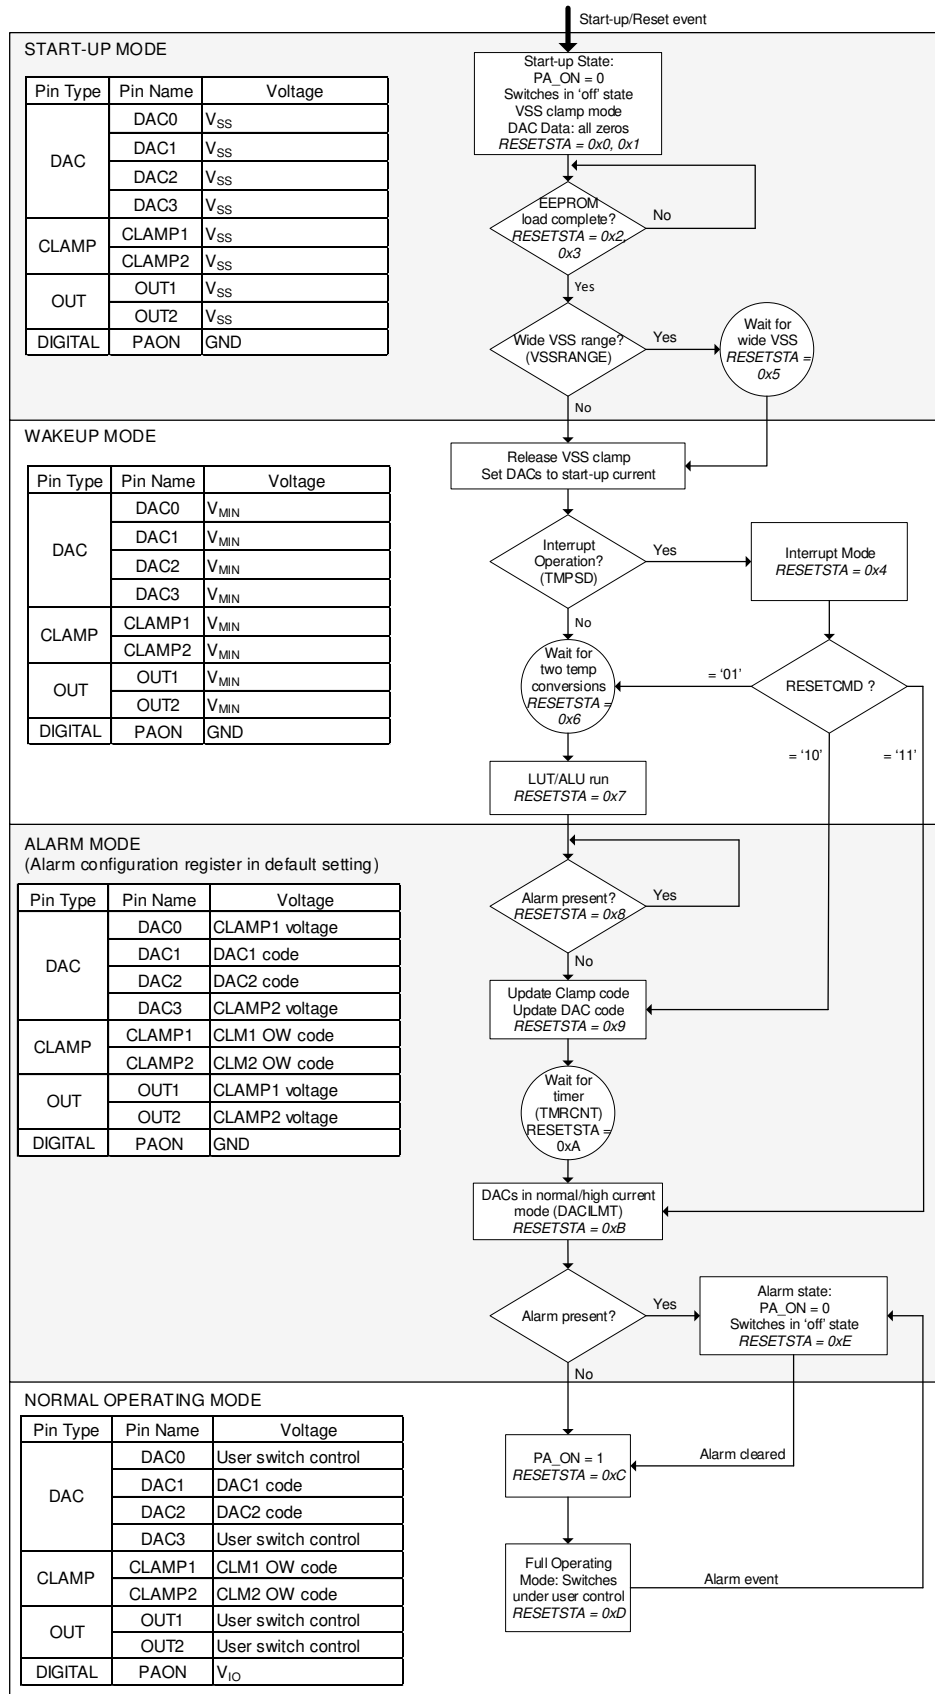 Start-up/Reset event
START-UP MODE
Pin Type Pin Name Voltage
DAC
DAC0 VSS
DAC1 VSS
DAC2 VSS
DAC3 VSS
CLAMP
CLAMP1 VSS
CLAMP2 VSS
OUT
OUT1 VSS
OUT2 VSS
DIGITAL PAON GND
Start-up State:
PA_ON = 0
Switches in ‘off’ state
VSS clamp mode
DAC Data: all zeros
RESETSTA = 0x0, 0x1
EEPROM
load complete?
RESETSTA = 0x2,
0x3
No
Yes
Wide VSS range?
(VSSRANGE)
Yes
Wait for
wide VSS
RESETSTA =
0x5
No
WAKEUP MODE
Pin Type Pin Name Voltage
DAC
DAC0 VMIN
DAC1 VMIN
DAC2 VMIN
DAC3 VMIN
CLAMP
CLAMP1 VMIN
CLAMP2 VMIN
OUT
OUT1 VMIN
OUT2 VMIN
DIGITAL PAON GND
Release VSS clamp
Set DACs to start-up current
Interrupt
Operation?
(TMPSD)
Yes
Interrupt Mode
RESETSTA = 0x4
No
Wait for
two temp
conversions
RESETSTA =
0x6
= ‘01’
RESETCMD ?
= ‘10’
= ‘11’
LUT/ALU run
RESETSTA = 0x7
ALARM MODE
(Alarm configuration register in default setting)
Pin Type Pin Name Voltage
DAC
DAC0 CLAMP1 voltage
DAC1 DAC1 code
DAC2 DAC2 code
DAC3 CLAMP2 voltage
CLAMP
CLAMP1 CLM1 OW code
CLAMP2 CLM2 OW code
OUT
OUT1 CLAMP1 voltage
OUT2 CLAMP2 voltage
DIGITAL PAON GND
Alarm present?
RESETSTA = 0x8
Yes
No
Update Clamp code
Update DAC code
RESETSTA = 0x9
Wait for
timer
(TMRCNT)
RESETSTA =
0xA
DACs in normal/high current
mode (DACILMT)
RESETSTA = 0xB
Alarm present?
Yes
Alarm state:
PA_ON = 0
Switches in ‘off’ state
RESETSTA = 0xE
No
NORMAL OPERATING MODE
Pin Type Pin Name Voltage
DAC
DAC0 User switch control
DAC1 DAC1 code
DAC2 DAC2 code
DAC3 User switch control
CLAMP
CLAMP1 CLM1 OW code
CLAMP2 CLM2 OW code
OUT
OUT1 User switch control
OUT2 User switch control
DIGITAL PAON VIO
PA_ON = 1
RESETSTA = 0xC
Alarm cleared
Full Operating
Mode: Switches
under user control
RESETSTA = 0xD
Alarm event